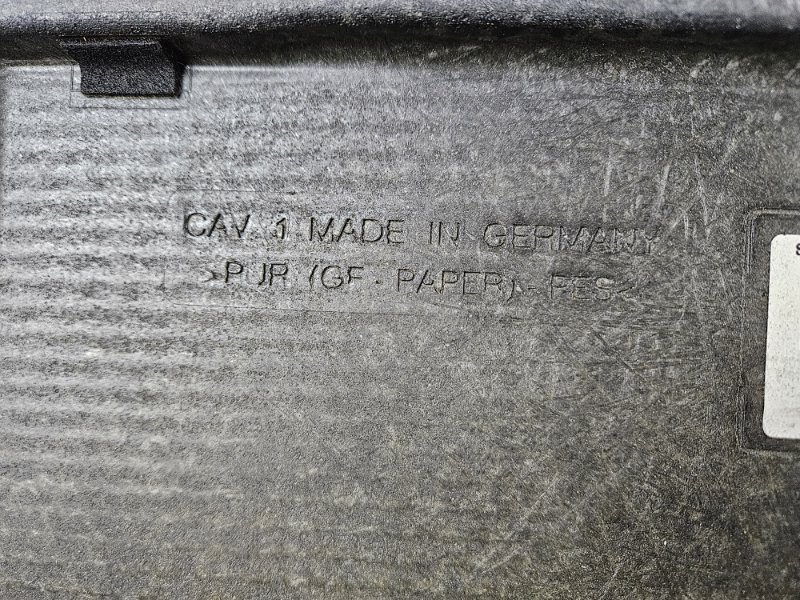 CAV 1 MADE IN GERMANY
>PUR (GF - PAPER) - PES<